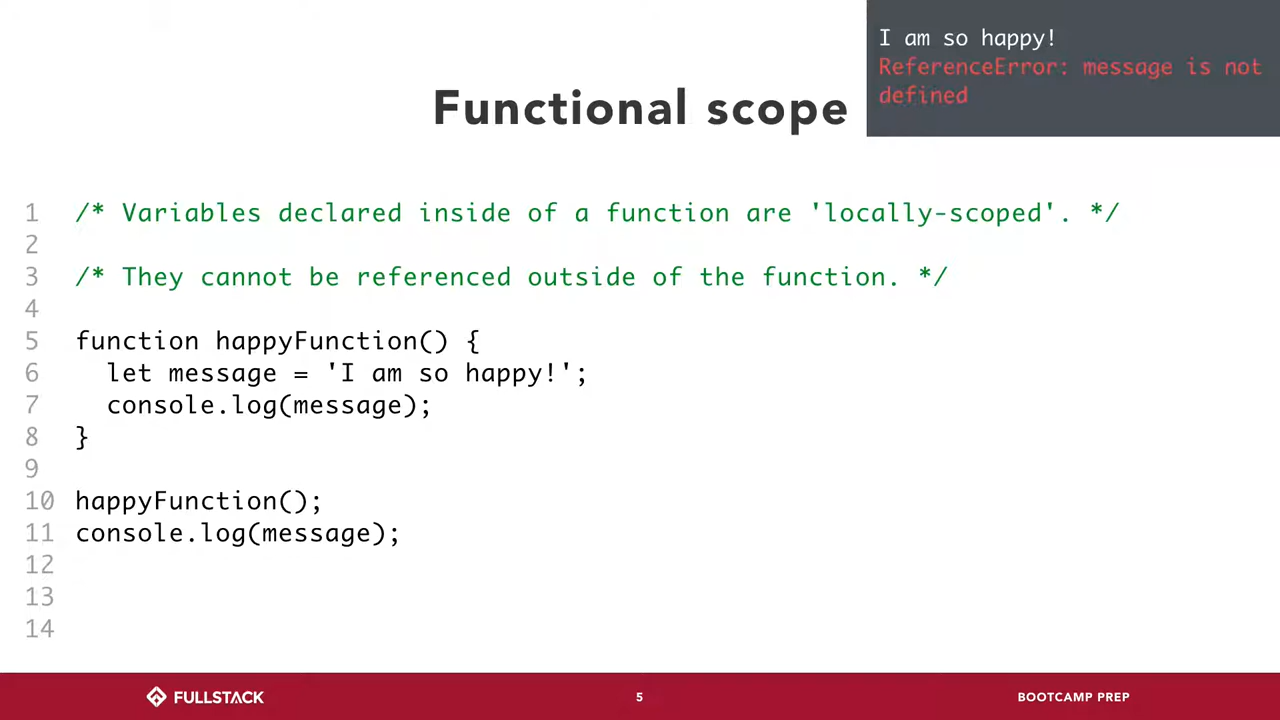 I am so happy!
ReferenceError: message is not
defined
Functional scope
1 /* Variables declared inside of a function are 'locally-scoped'. */
2
3 /* They cannot be referenced outside of the function. */
4
5 function happyFunction() {
6   let message = 'I am so happy!';
7   console.log(message);
8 }
9
10 happyFunction();
11 console.log(message);
12
13
14
FULLSTACK
5
BOOTCAMP PREP